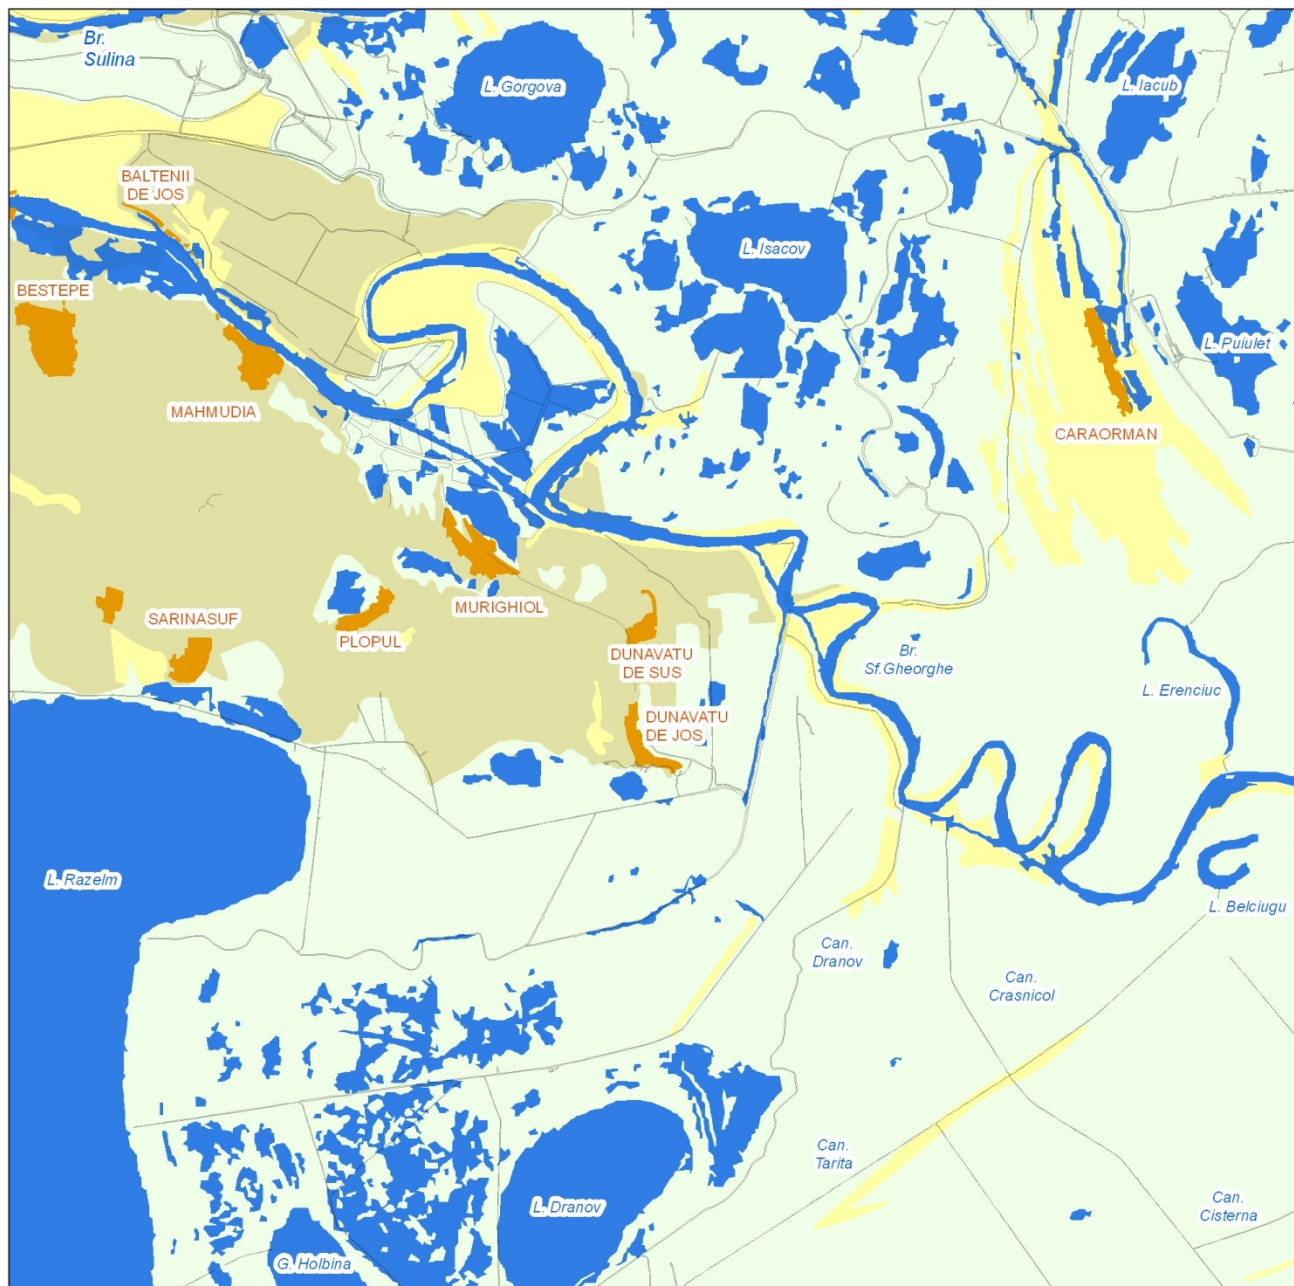 Br.
Sulina
L. Gorgova
L. Iacub
BALTENII
DE JOS
L. Isacov
BESTEPE
L. Puiulet
MAHMUDIA
CARAORMAN
SARINASUF
PLOPUL
MURIGHIOL
DUNAVATU
DE SUS
Br.
Sf.Gheorghe
L. Erenciuc
DUNAVATU
DE JOS
L. Razelm
L. Belciugu
Can.
Dranov
Can.
Crasnicol
Can.
Tarita
L. Dranov
Can.
Cisterna
G. Holbina